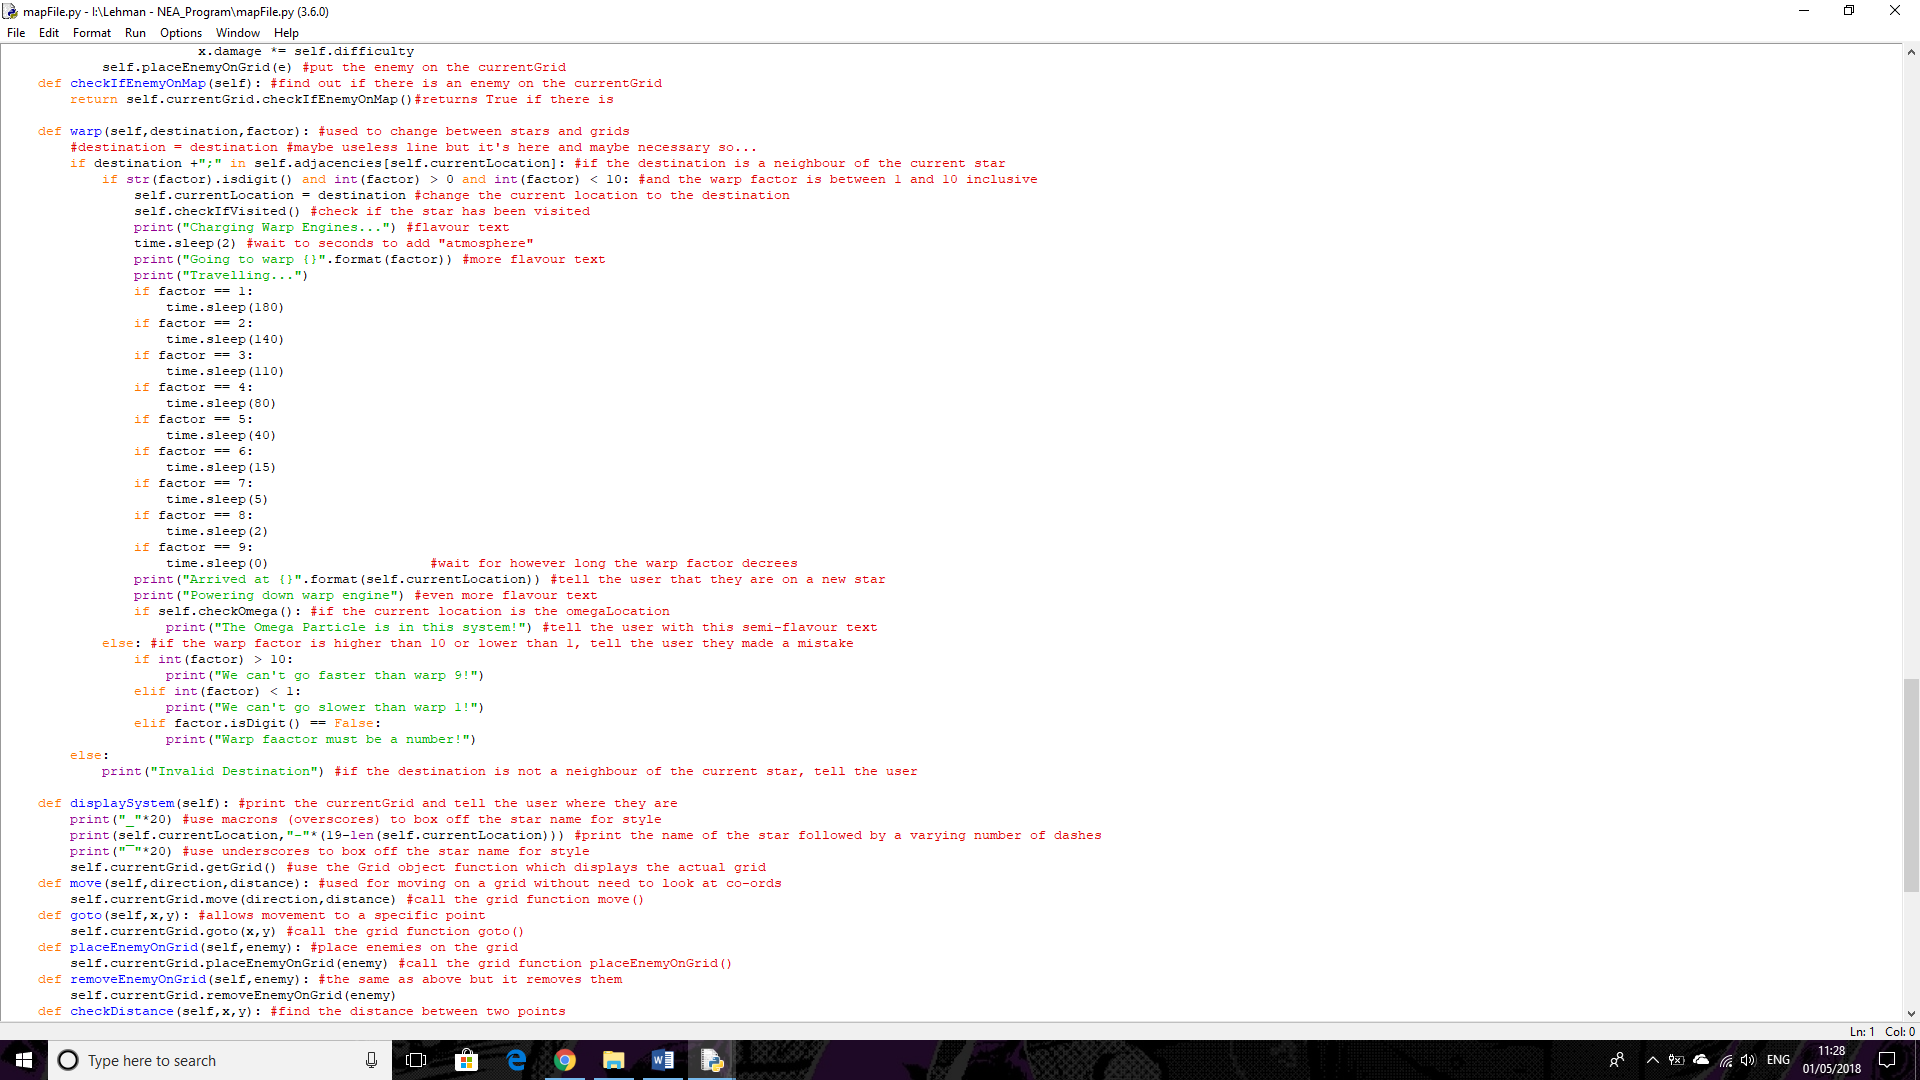 mapFile.py - I:\Lehman - NEA_Program\mapFile.py (3.6.0)
File Edit Format Run Options Window Help
                        x.damage *= self.difficulty
            self.placeEnemyOnGrid(e) #put the enemy on the currentGrid
    def checkIfEnemyOnMap(self): #find out if there is an enemy on the currentGrid
        return self.currentGrid.checkIfEnemyOnMap()#returns True if there is

    def warp(self,destination,factor): #used to change between stars and grids
        #destination = destination #maybe useless line but it's here and maybe necessary so...
        if destination +";" in self.adjacencies[self.currentLocation]: #if the destination is a neighbour of the current star
            if str(factor).isdigit() and int(factor) > 0 and int(factor) < 10: #and the warp factor is between 1 and 10 inclusive
                self.currentLocation = destination #change the current location to the destination
                self.checkIfVisited() #check if the star has been visited
                print("Charging Warp Engines...") #flavour text
                time.sleep(2) #wait to seconds to add "atmosphere"
                print("Going to warp {}".format(factor)) #more flavour text
                print("Travelling...")
                if factor == 1:
                    time.sleep(180)
                if factor == 2:
                    time.sleep(140)
                if factor == 3:
                    time.sleep(110)
                if factor == 4:
                    time.sleep(80)
                if factor == 5:
                    time.sleep(40)
                if factor == 6:
                    time.sleep(15)
                if factor == 7:
                    time.sleep(5)
                if factor == 8:
                    time.sleep(2)
                if factor == 9:
                    time.sleep(0)                    #wait for however long the warp factor decrees
                print("Arrived at {}".format(self.currentLocation)) #tell the user that they are on a new star
                print("Powering down warp engine") #even more flavour text
                if self.checkOmega(): #if the current location is the omegaLocation
                    print("The Omega Particle is in this system!") #tell the user with this semi-flavour text
            else: #if the warp factor is higher than 10 or lower than 1, tell the user they made a mistake
                if int(factor) > 10:
                    print("We can't go faster than warp 9!")
                elif int(factor) < 1:
                    print("We can't go slower than warp 1!")
                elif factor.isDigit() == False:
                    print("Warp faactor must be a number!")
        else:
            print("Invalid Destination") #if the destination is not a neighbour of the current star, tell the user

    def displaySystem(self): #print the currentGrid and tell the user where they are
        print("_"*20) #use macrons (overscores) to box off the star name for style
        print(self.currentLocation,"-"*(19-len(self.currentLocation))) #print the name of the star followed by a varying number of dashes
        print("¯"*20) #use underscores to box off the star name for style
        self.currentGrid.getGrid() #use the Grid object function which displays the actual grid
    def move(self,direction,distance): #used for moving on a grid without need to look at co-ords
        self.currentGrid.move(direction,distance) #call the grid function move()
    def goto(self,x,y): #allows movement to a specific point
        self.currentGrid.goto(x,y) #call the grid function goto()
    def placeEnemyOnGrid(self,enemy): #place enemies on the grid
        self.currentGrid.placeEnemyOnGrid(enemy) #call the grid function placeEnemyOnGrid()
    def removeEnemyOnGrid(self,enemy): #the same as above but it removes them
        self.currentGrid.removeEnemyOnGrid(enemy)
    def checkDistance(self,x,y): #find the distance between two points
Ln: 1 Col: 0
Type here to search
ENG
11:28
01/05/2018